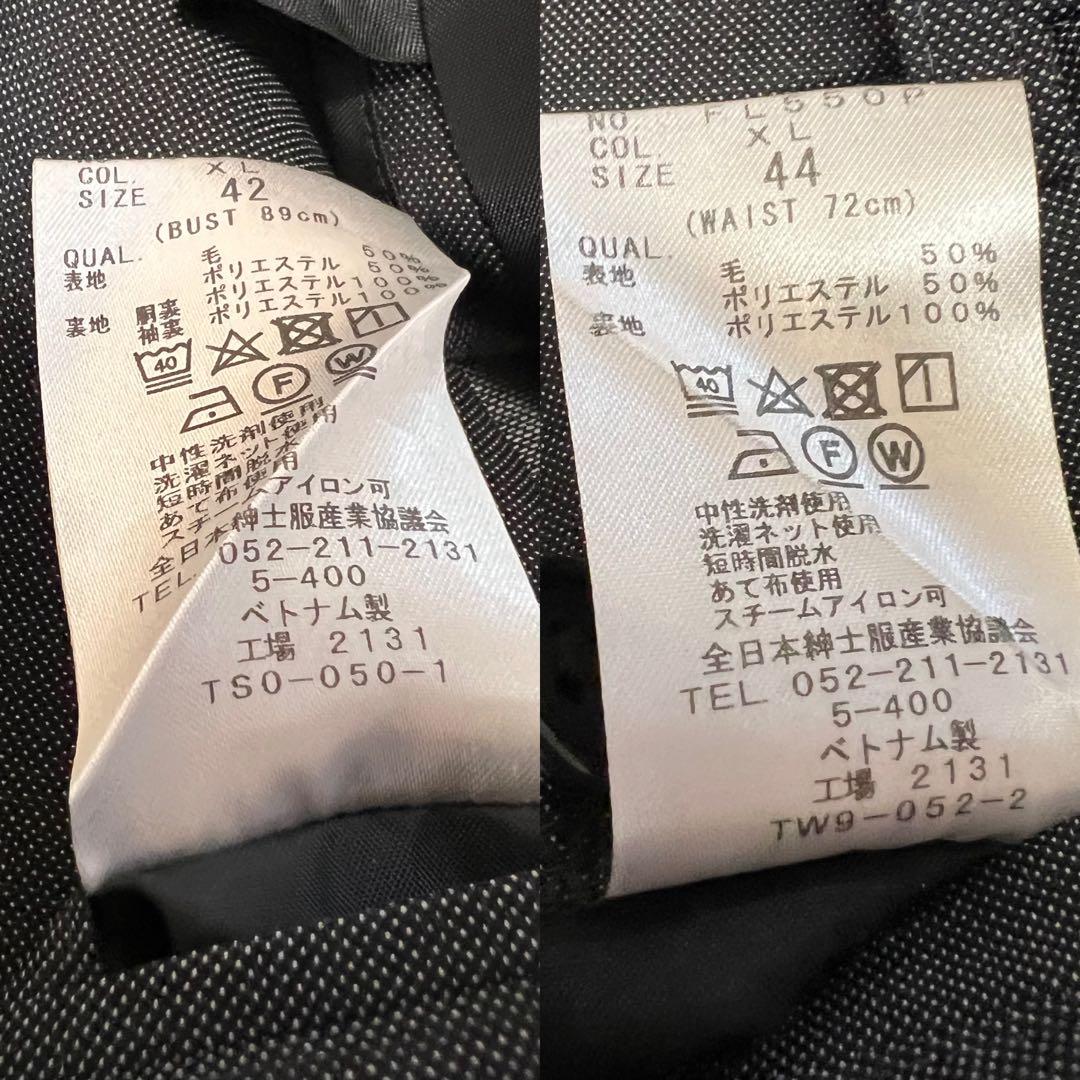 COL. XL
SIZE 42
(BUST 89cm)
QUAL.
表地 毛 50%
ポリエステル 50%
裏地 胴裏 ポリエステル 100%
袖裏 ポリエステル 100%
40
F W
中性洗剤使用
洗濯ネット使用
短時間脱水
あて布使用
スチームアイロン可
全日本紳士服産業協議会
TEL. 052-211-2131
5-400
ベトナム製
工場 2131
TS0-050-1
NO FL550P
COL. XL
SIZE 44
(WAIST 72cm)
QUAL.
表地 毛 50%
ポリエステル 50%
裏地 ポリエステル100%
40
F W
中性洗剤使用
洗濯ネット使用
短時間脱水
あて布使用
スチームアイロン可
全日本紳士服産業協議会
TEL 052-211-2131
5-400
ベトナム製
工場 2131
TW9-052-2